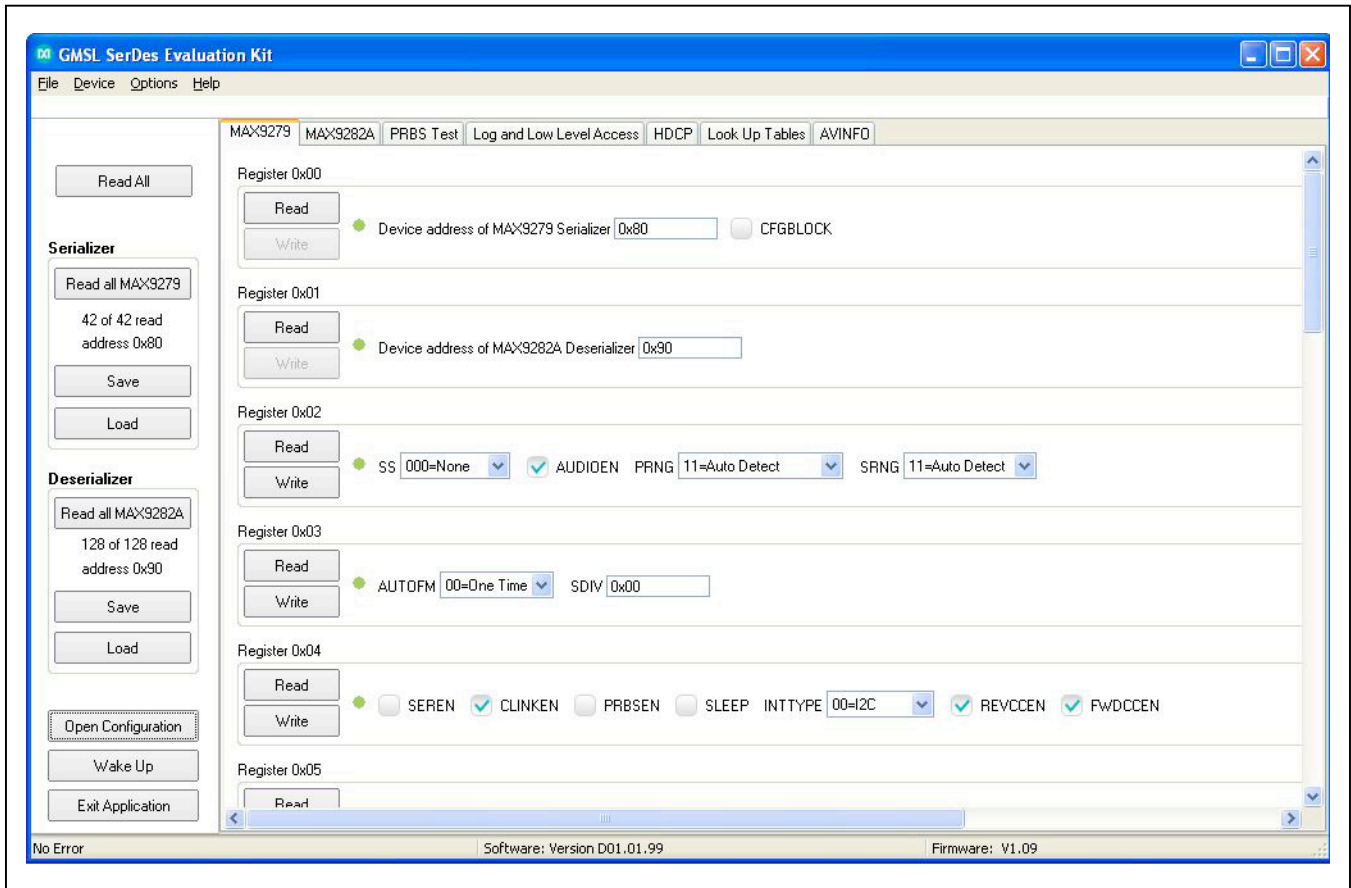 GMSL SerDes Evaluation Kit
File Device Options Help
MAX9279 MAX9282A PRBS Test Log and Low Level Access HDCP Look Up Tables AVINFO
Read All
Serializer
Read all MAX9279
42 of 42 read
address 0x80
Save
Load
Deserializer
Read all MAX9282A
128 of 128 read
address 0x90
Save
Load
Open Configuration
Wake Up
Exit Application
Register 0x00
Read
Write
Device address of MAX9279 Serializer 0x80 CFGBLOCK
Register 0x01
Read
Write
Device address of MAX9282A Deserializer 0x90
Register 0x02
Read
Write
SS 000=None AUDIOEN PRNG 11=Auto Detect SRNG 11=Auto Detect
Register 0x03
Read
Write
AUTOFM 00=One Time SDIV 0x00
Register 0x04
Read
Write
SEREN CLINKEN PRBSEN SLEEP INTTYPE 00=I2C REVCCEN FWDCCEN
Register 0x05
Read
No Error Software: Version D01.01.99 Firmware: V1.09